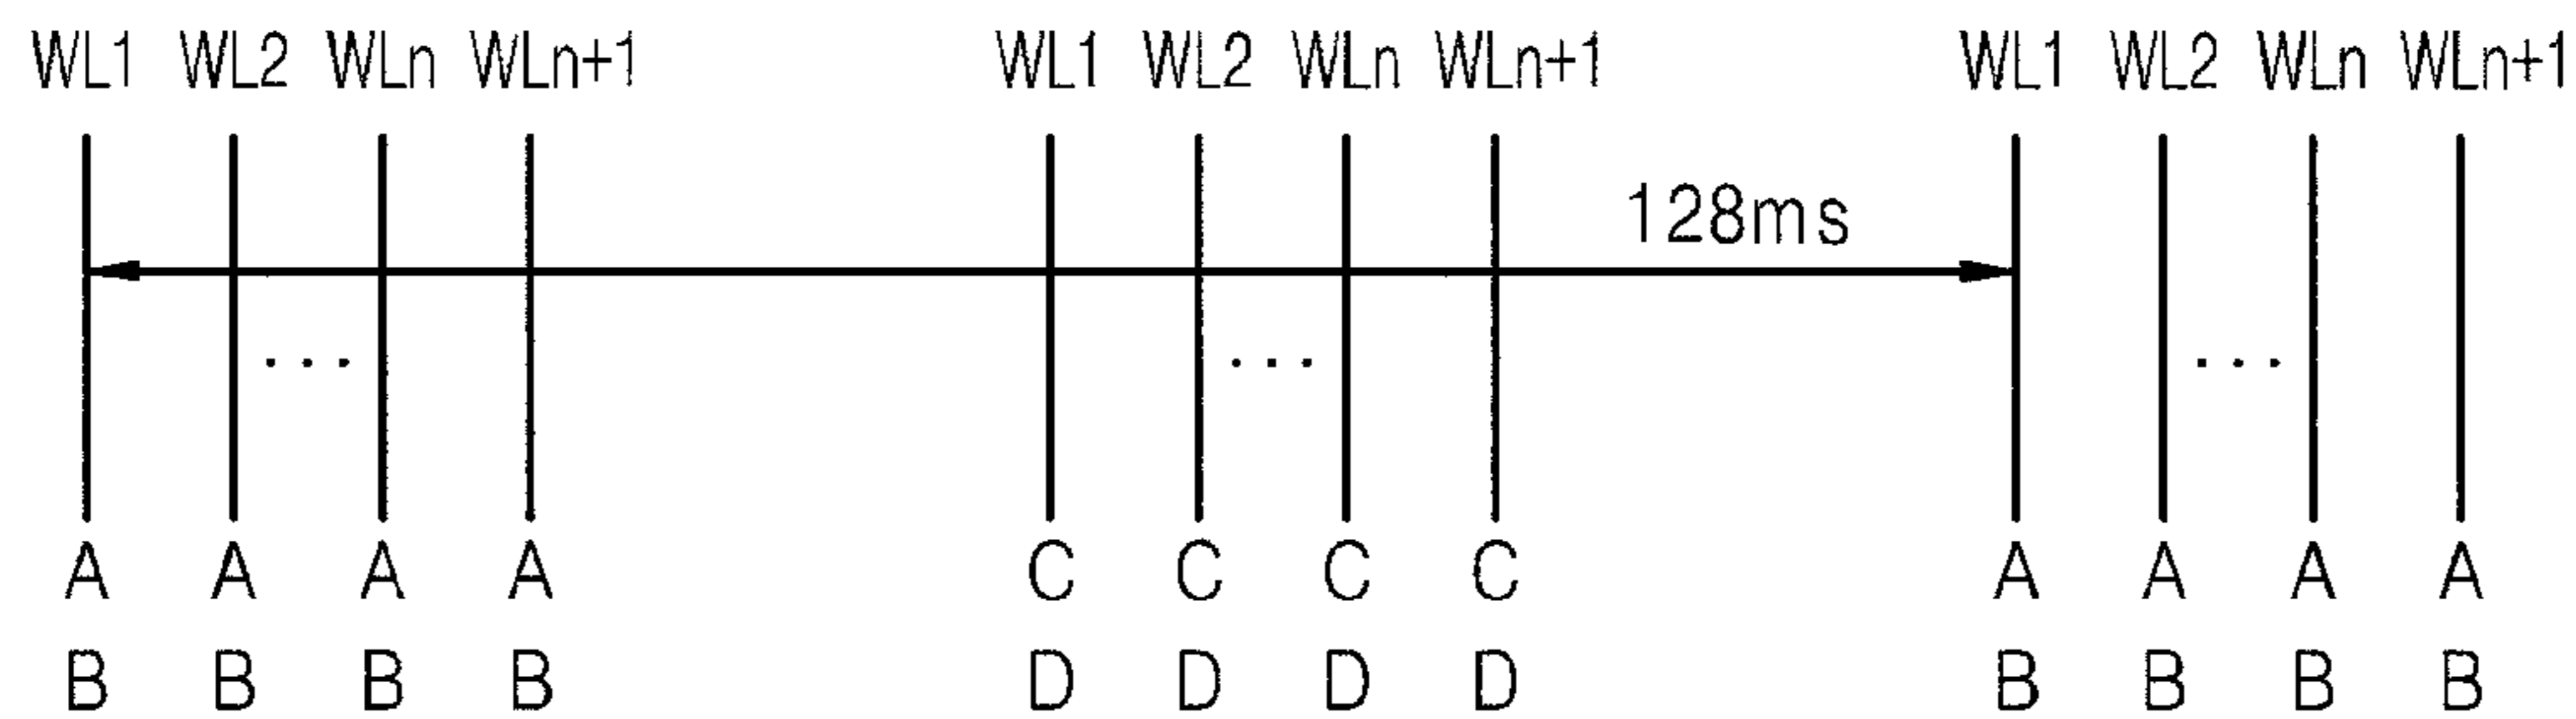 WL1 WL2 WLn WLn+1 WL1 WL2 WLn WLn+1 WL1 WL2 WLn WLn+1
128ms
... ... ...
A A A A C C C C A A A A
B B B B D D D D B B B B